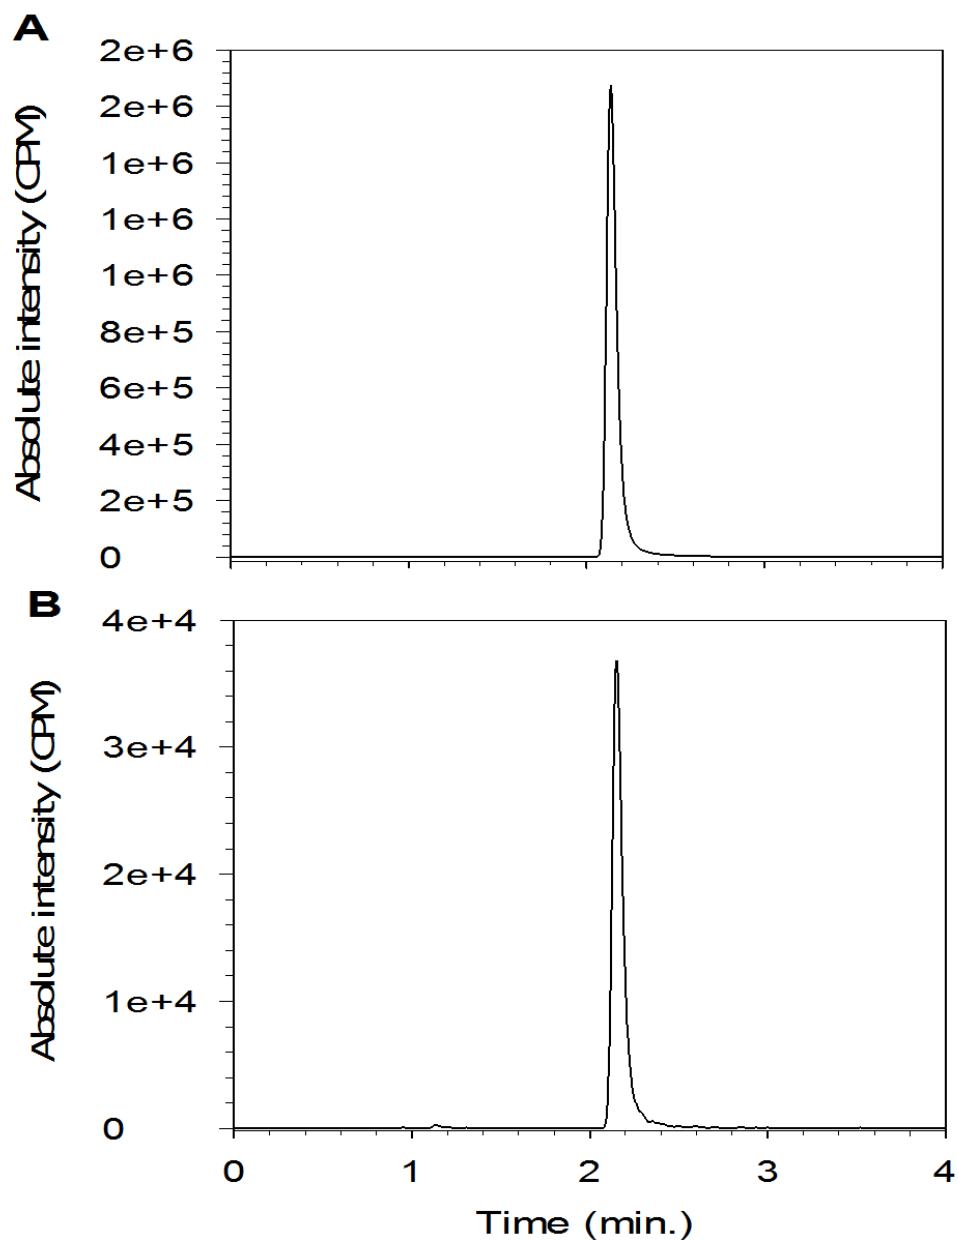 A
Absolute intensity (CPM)
2e+6
2e+6
1e+6
1e+6
1e+6
8e+5
6e+5
4e+5
2e+5
0
B
Absolute intensity (CPM)
4e+4
3e+4
2e+4
1e+4
0
0 1 2 3 4
Time (min.)